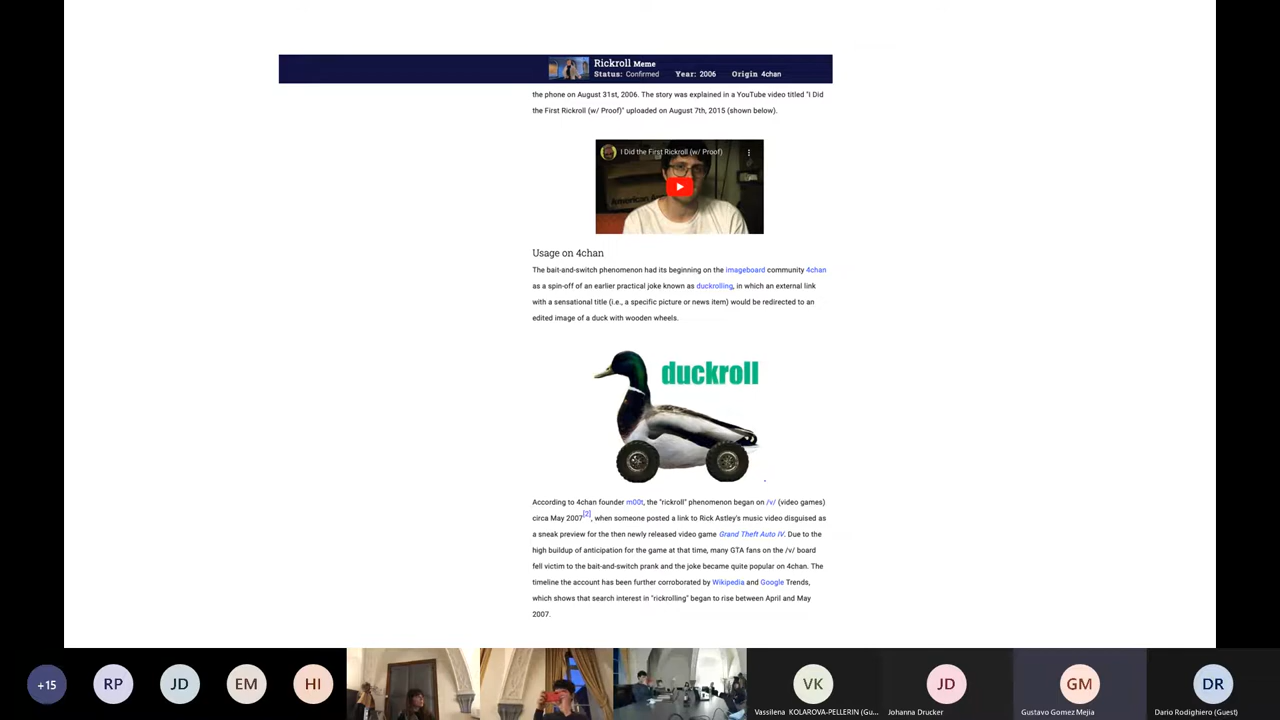 Rickroll Meme
Status: Confirmed Year: 2006 Origin 4chan
the phone on August 31st, 2006. The story was explained in a YouTube video titled "I Did
the First Rickroll (w/ Proof)" uploaded on August 7th, 2015 (shown below).
I Did the First Rickroll (w/ Proof)
Usage on 4chan
The bait-and-switch phenomenon had its beginning on the imageboard community 4chan
as a spin-off of an earlier practical joke known as duckrolling, in which an external link
with a sensational title (i.e., a specific picture or news item) would be redirected to an
edited image of a duck with wooden wheels.
duckroll
According to 4chan founder m00t, the "rickroll" phenomenon began on /v/ (video games)
circa May 2007[2], when someone posted a link to Rick Astley's music video disguised as
a sneak preview for the then newly released video game Grand Theft Auto IV. Due to the
high buildup of anticipation for the game at that time, many GTA fans on the /v/ board
fell victim to the bait-and-switch prank and the joke became quite popular on 4chan. The
timeline the account has been further corroborated by Wikipedia and Google Trends,
which shows that search interest in "rickrolling" began to rise between April and May
2007.
+15 RP JD EM HI VK JD GM DR
Vassilena KOLAROVA-PELLERIN (Gu... Johanna Drucker Gustavo Gomez Mejia Dario Rodighiero (Guest)